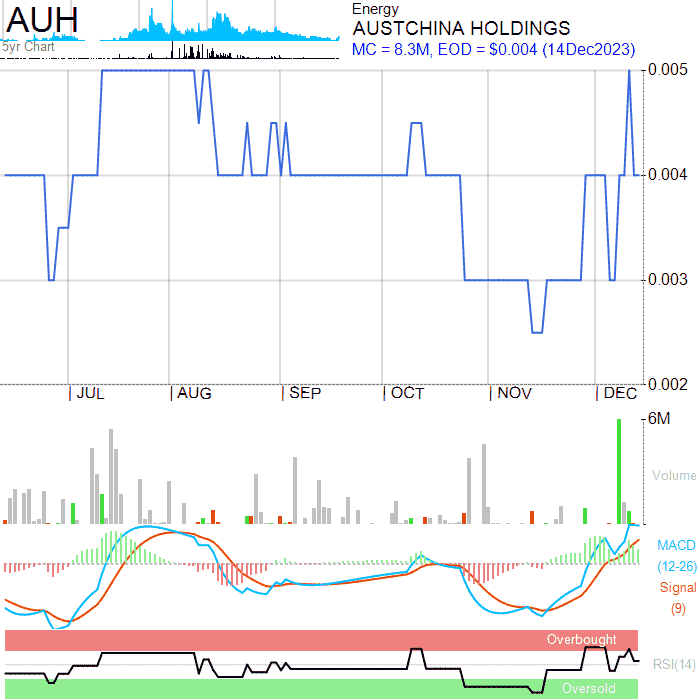 AUH
5yr Chart
Energy
AUSTCHINA HOLDINGS
MC = 8.3M, EOD = $0.004 (14Dec2023)
0.005
0.004
0.003
0.002
JUL AUG SEP OCT NOV DEC
6M
Volume
MACD
(12-26)
Signal
(9)
Overbought
RSI(14)
Oversold